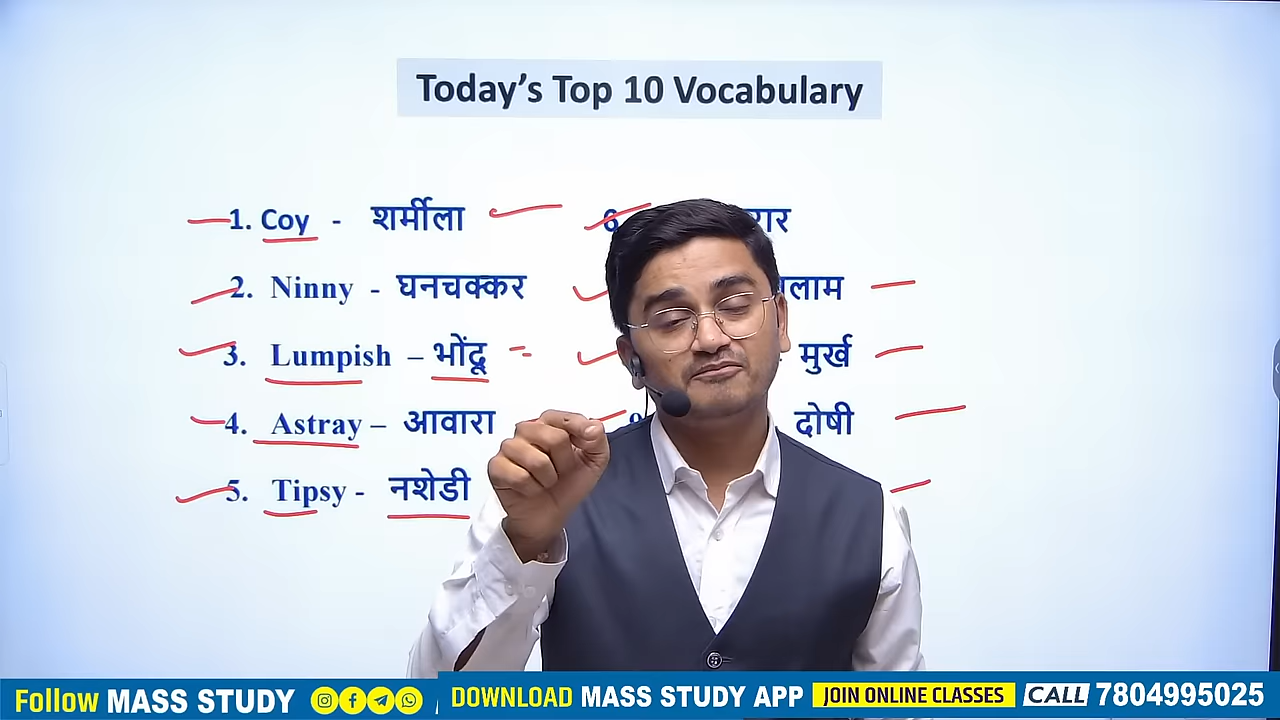 Today's Top 10 Vocabulary
1. Coy - शर्मीला
2. Ninny - घनचक्कर
3. Lumpish – भोंदू
4. Astray – आवारा
5. Tipsy - नशेडी
6.
मुर्ख
दोषी
Follow MASS STUDY
DOWNLOAD MASS STUDY APP JOIN ONLINE CLASSES CALL 7804995025